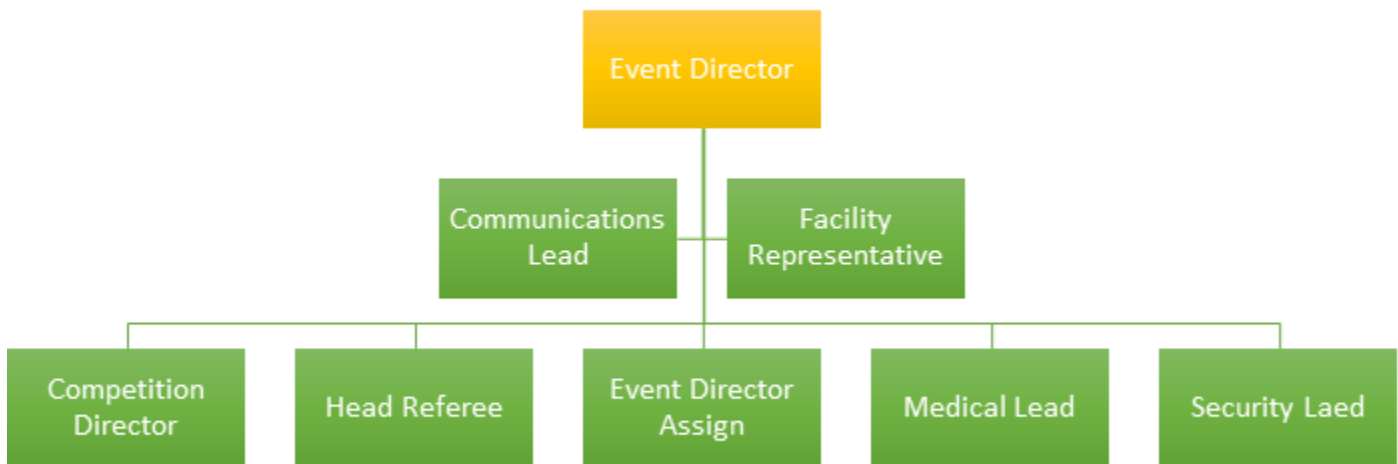 Event Director
Communications
Lead
Facility
Representative
Competition
Director
Head Referee
Event Director
Assign
Medical Lead
Security Laed